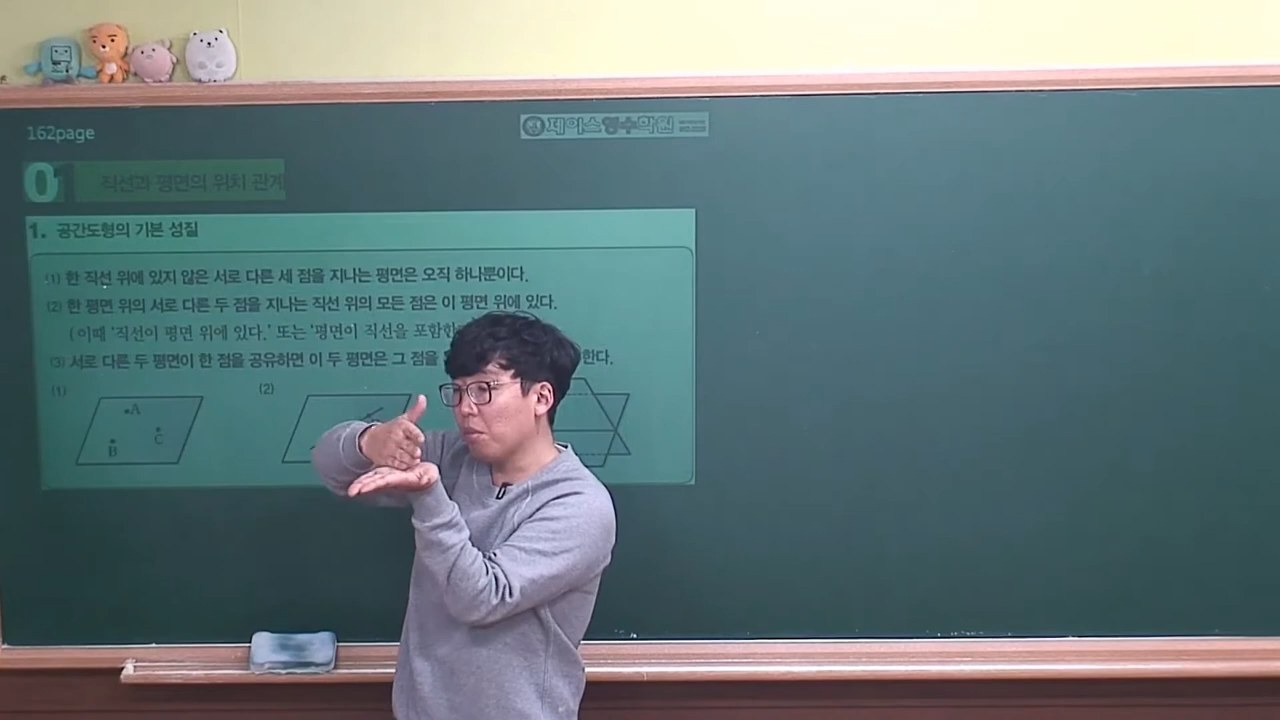 162page
제이스영수학원
01 직선과 평면의 위치 관계
1. 공간도형의 기본 성질
(1) 한 직선 위에 있지 않은 서로 다른 세 점을 지나는 평면은 오직 하나뿐이다.
(2) 한 평면 위의 서로 다른 두 점을 지나는 직선 위의 모든 점은 이 평면 위에 있다.
(이때 '직선이 평면 위에 있다.' 또는 '평면이 직선을 포함한
(3) 서로 다른 두 평면이 한 점을 공유하면 이 두 평면은 그 점을 한다.
(1) (2)
A
B C